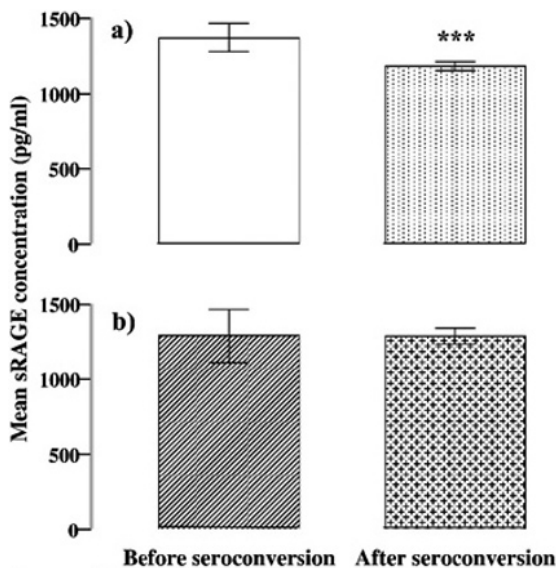 Mean sRAGE concentration (pg/ml)
a)
***
1500
1000
500
0
b)
1500
1000
500
0
Before seroconversion
After seroconversion